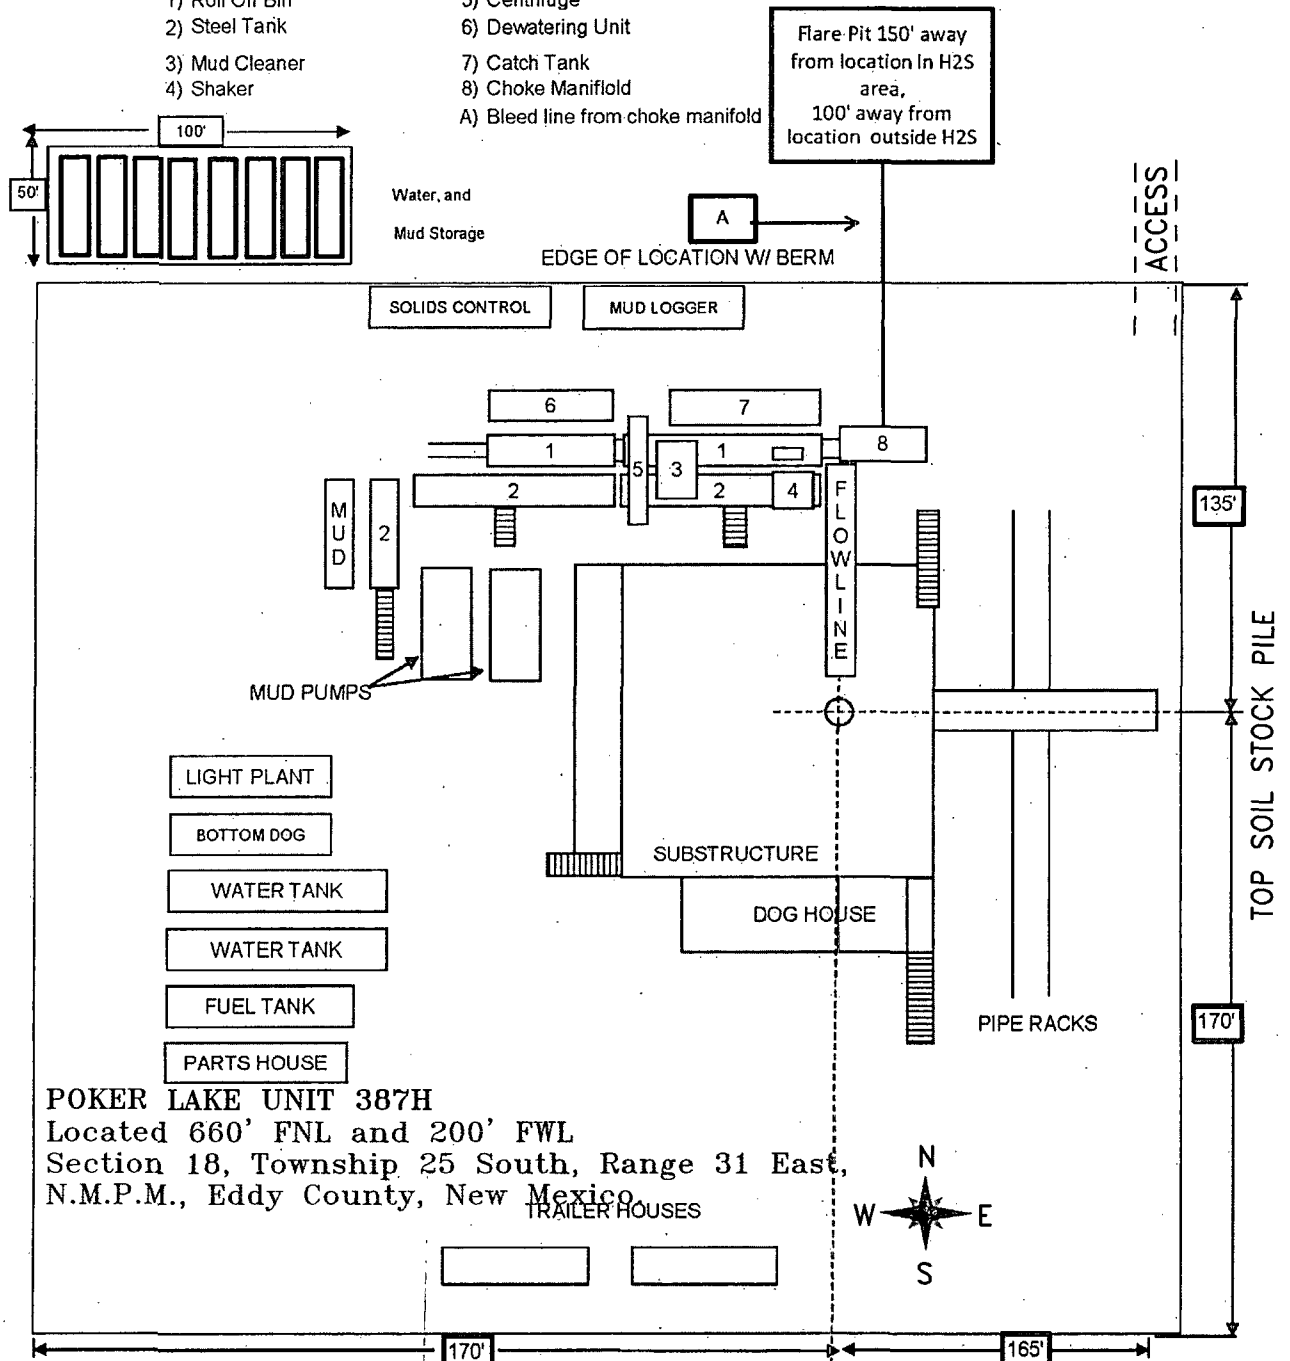 1) Roll Off Bin
5) Centrifuge
2) Steel Tank
6) Dewatering Unit
3) Mud Cleaner
7) Catch Tank
4) Shaker
8) Choke Manifold
A) Bleed line from choke manifold
Flare Pit 150' away
from location in H2S
area,
100' away from
location outside H2S
100'
50'
Water, and
Mud Storage
A
EDGE OF LOCATION W/ BERM
ACCESS
SOLIDS CONTROL
MUD LOGGER
6
7
1
1
8
5
3
2
2
4
MUD
2
FLOWLINE
135'
MUD PUMPS
TOP SOIL STOCK PILE
LIGHT PLANT
BOTTOM DOG
WATER TANK
WATER TANK
FUEL TANK
PARTS HOUSE
SUBSTRUCTURE
DOG HOUSE
PIPE RACKS
170'
POKER LAKE UNIT 387H
Located 660' FNL and 200' FWL
Section 18, Township 25 South, Range 31 East,
N.M.P.M., Eddy County, New Mexico.
TRAILER HOUSES
N
W
E
S
170'
165'